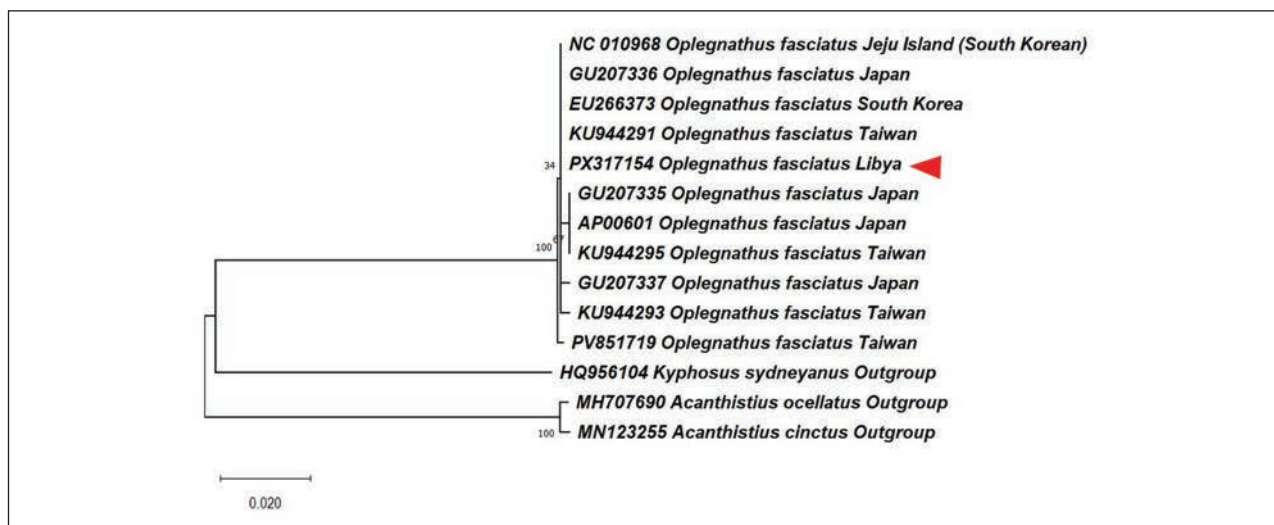 NC 010968 Oplegnathus fasciatus Jeju Island (South Korean)
GU207336 Oplegnathus fasciatus Japan
EU266373 Oplegnathus fasciatus South Korea
KU944291 Oplegnathus fasciatus Taiwan
34
PX317154 Oplegnathus fasciatus Libya
GU207335 Oplegnathus fasciatus Japan
AP00601 Oplegnathus fasciatus Japan
67
100
KU944295 Oplegnathus fasciatus Taiwan
GU207337 Oplegnathus fasciatus Japan
KU944293 Oplegnathus fasciatus Taiwan
PV851719 Oplegnathus fasciatus Taiwan
HQ956104 Kyphosus sydneyanus Outgroup
MH707690 Acanthistius ocellatus Outgroup
100
MN123255 Acanthistius cinctus Outgroup
0.020